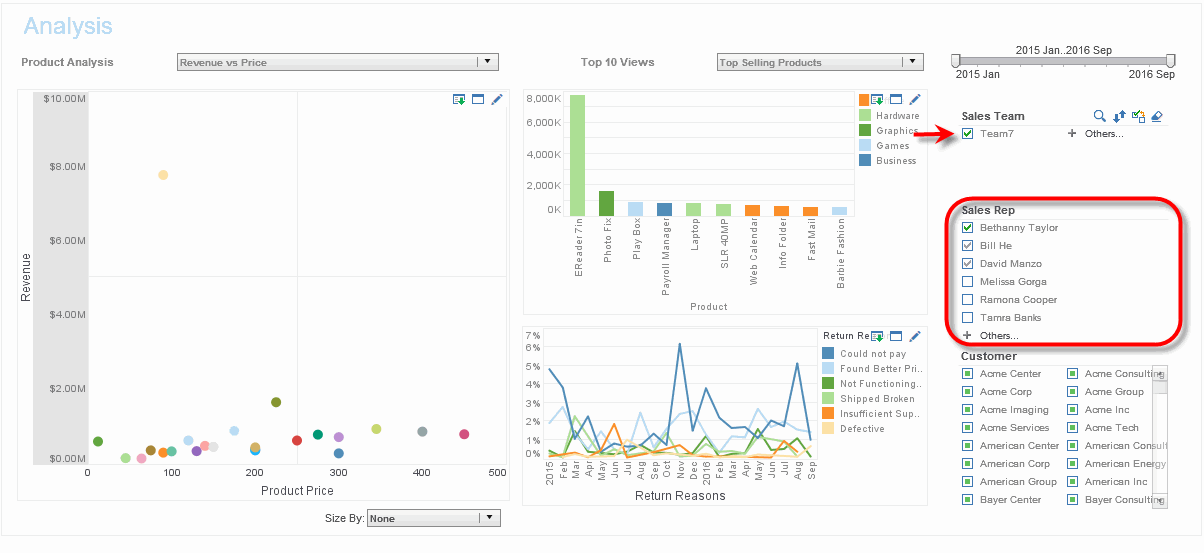 Analysis
Product Analysis
Revenue vs Price
Top 10 Views
Top Selling Products
2015 Jan..2016 Sep
2015 Jan
2016 Sep
$10.00M
$8.00M
$6.00M
$4.00M
$2.00M
$0.00M
Revenue
0
100
200
300
400
500
Product Price
Size By:
None
8,000K
6,000K
4,000K
2,000K
0K
EReader 7in
Photo Fix
Play Box
Payroll Manager
Laptop
SLR 40MP
Web Calendar
Info Folder
Fast Mail
Barbie Fashion
Product
Hardware
Graphics
Games
Business
7%
6%
5%
4%
3%
2%
1%
0%
2015
Feb
Mar
Apr
May
Jun
Jul
Aug
Sep
Oct
Nov
Dec
2016
Feb
Mar
Apr
May
Jun
Jul
Aug
Sep
Return Reasons
Return Re
Could not pay
Found Better Pri..
Not Functioning..
Shipped Broken
Insufficient Sup..
Defective
Sales Team
Team7
+ Others...
Sales Rep
Bethanny Taylor
Bill He
David Manzo
Melissa Gorga
Ramona Cooper
Tamra Banks
+ Others...
Customer
Acme Center
Acme Consulting
Acme Corp
Acme Group
Acme Imaging
Acme Inc
Acme Services
Acme Tech
American Center
American Consult
American Corp
American Energy
American Group
American Inc
Bayer Center
Bayer Consulting